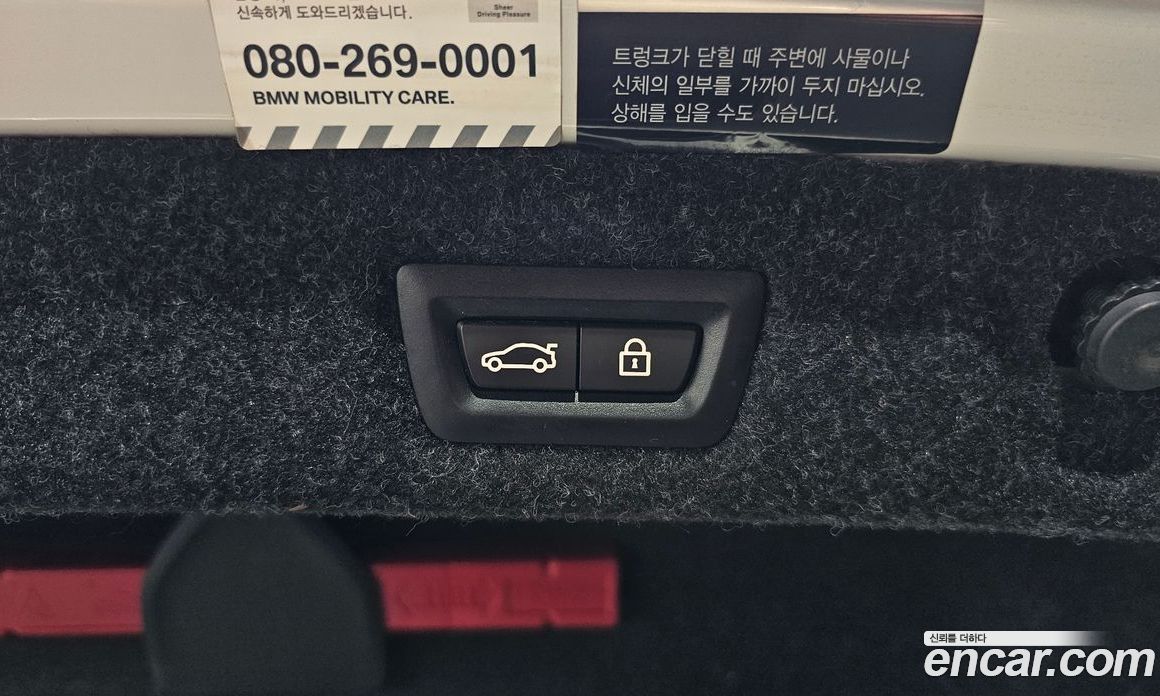 신속하게 도와드리겠습니다.
Sheer
Driving Pleasure
080-269-0001
BMW MOBILITY CARE.
트렁크가 닫힐 때 주변에 사물이나
신체의 일부를 가까이 두지 마십시오.
상해를 입을 수도 있습니다.
신뢰를 더하다
encar.com